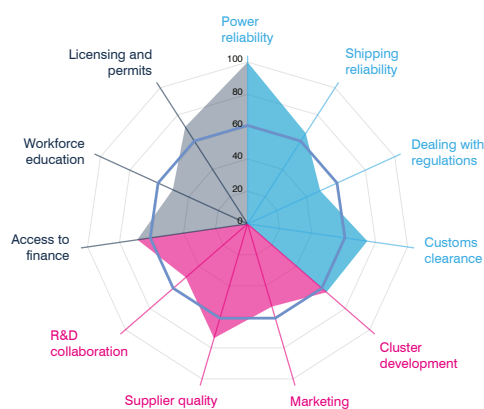 Power
reliability
Licensing and
permits
Shipping
reliability
100
80
60
40
20
0
Workforce
education
Dealing with
regulations
Access to
finance
Customs
clearance
R&D
collaboration
Cluster
development
Supplier quality
Marketing